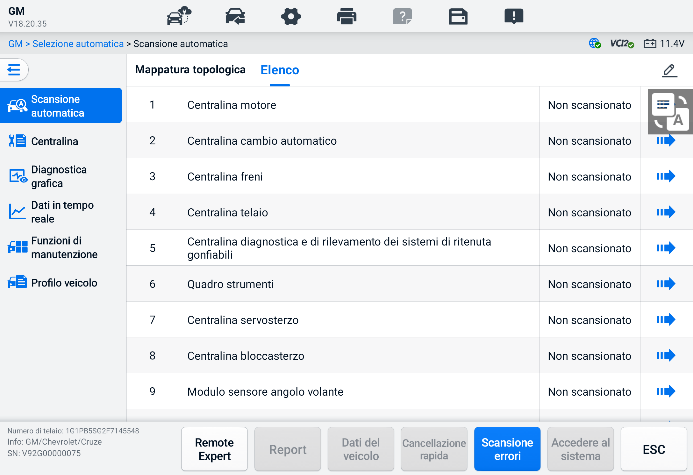 GM
V18.20.35
GM > Selezione automatica > Scansione automatica
VCI2
11.4V
Mappatura topologica
Elenco
Scansione
automatica
Centralina
Diagnostica
grafica
Dati in tempo
reale
Funzioni di
manutenzione
Profilo veicolo
1 Centralina motore Non scansionato
A
2 Centralina cambio automatico Non scansionato
3 Centralina freni Non scansionato
4 Centralina telaio Non scansionato
5 Centralina diagnostica e di rilevamento dei sistemi di ritenuta
gonfiabili Non scansionato
6 Quadro strumenti Non scansionato
7 Centralina servosterzo Non scansionato
8 Centralina bloccasterzo Non scansionato
9 Modulo sensore angolo volante Non scansionato
Numero di telaio: 1G1PB5SG2F7145548
Info: GM/Chevrolet/Cruze
SN: V92G00000075
Remote
Expert
Report
Dati del
veicolo
Cancellazione
rapida
Scansione
errori
Accedere al
sistema
ESC